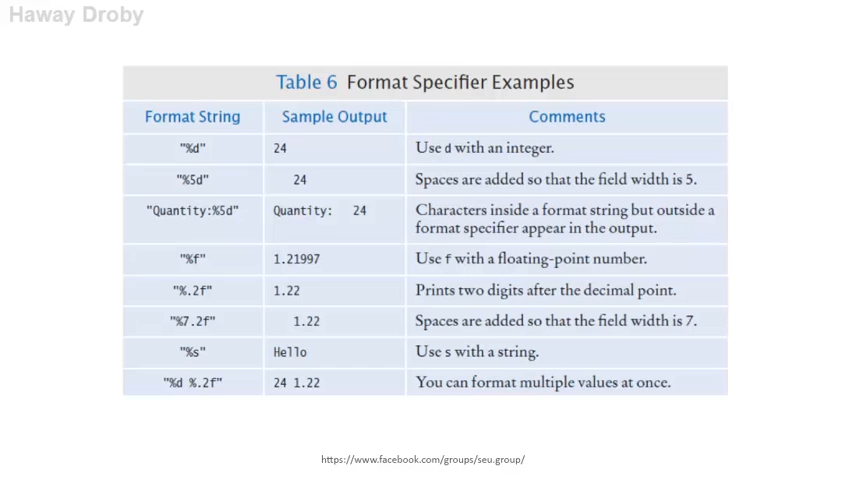 Haway Droby
Table 6 Format Specifier Examples
Format String Sample Output Comments
"%d" 24 Use d with an integer.
"%5d" 24 Spaces are added so that the field width is 5.
"Quantity:%5d" Quantity: 24 Characters inside a format string but outside a
format specifier appear in the output.
"%f" 1.21997 Use f with a floating-point number.
"%.2f" 1.22 Prints two digits after the decimal point.
"%7.2f" 1.22 Spaces are added so that the field width is 7.
"%s" Hello Use s with a string.
"%d %.2f" 24 1.22 You can format multiple values at once.
https://www.facebook.com/groups/seu.group/